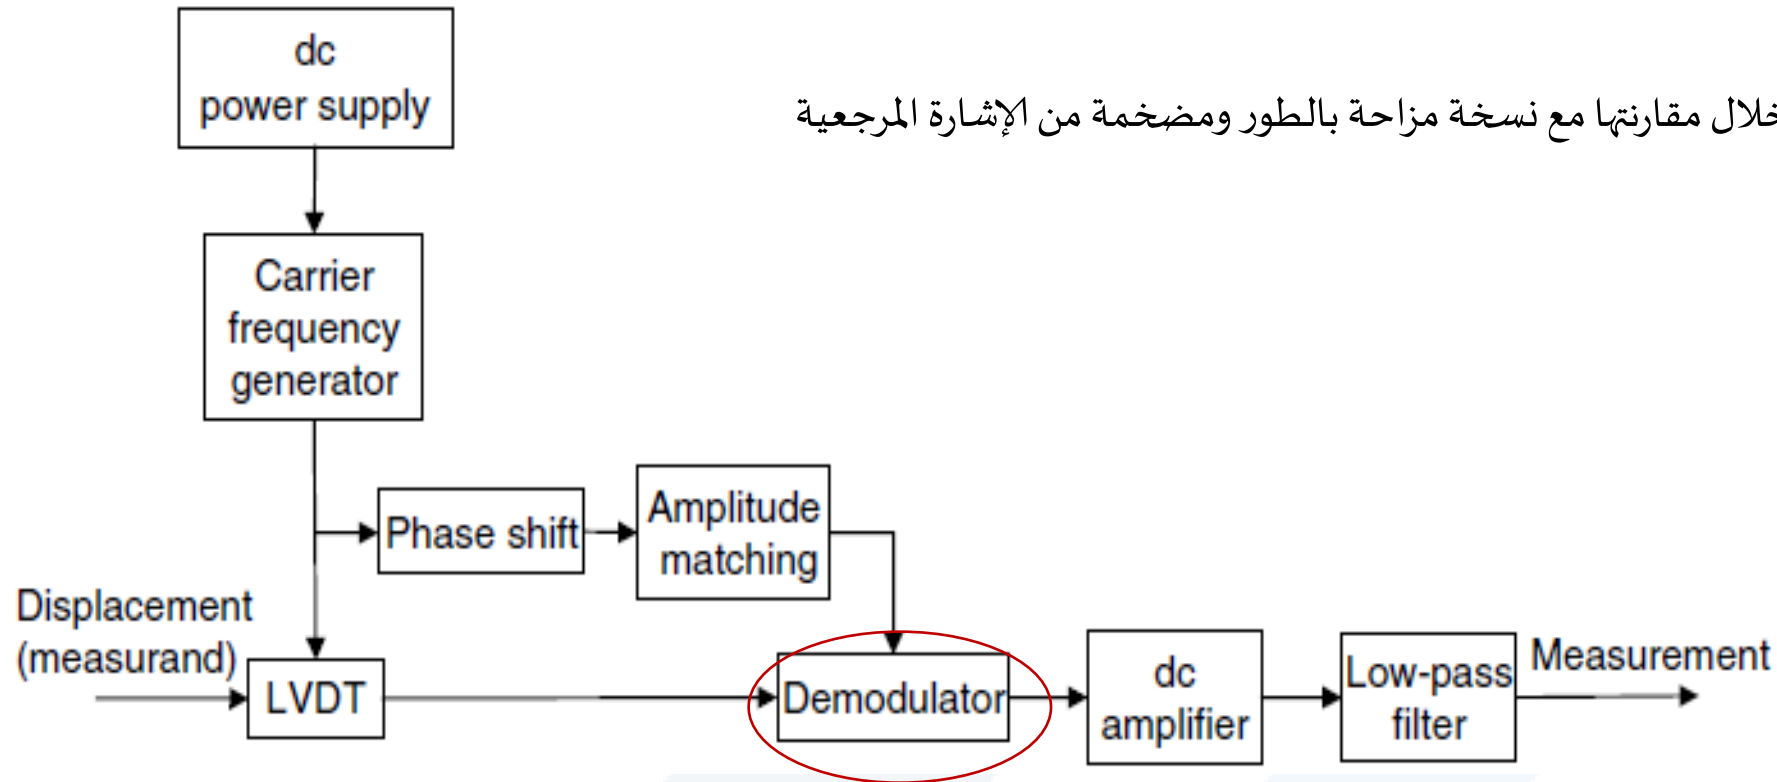 dc
power supply
خلال مقارنتها مع نسخة مزاحة بالطور ومضخمة من الإشارة المرجعية
Carrier
frequency
generator
Phase shift
Amplitude
matching
Displacement
(measurand)
LVDT
Demodulator
dc
amplifier
Low-pass
filter
Measurement